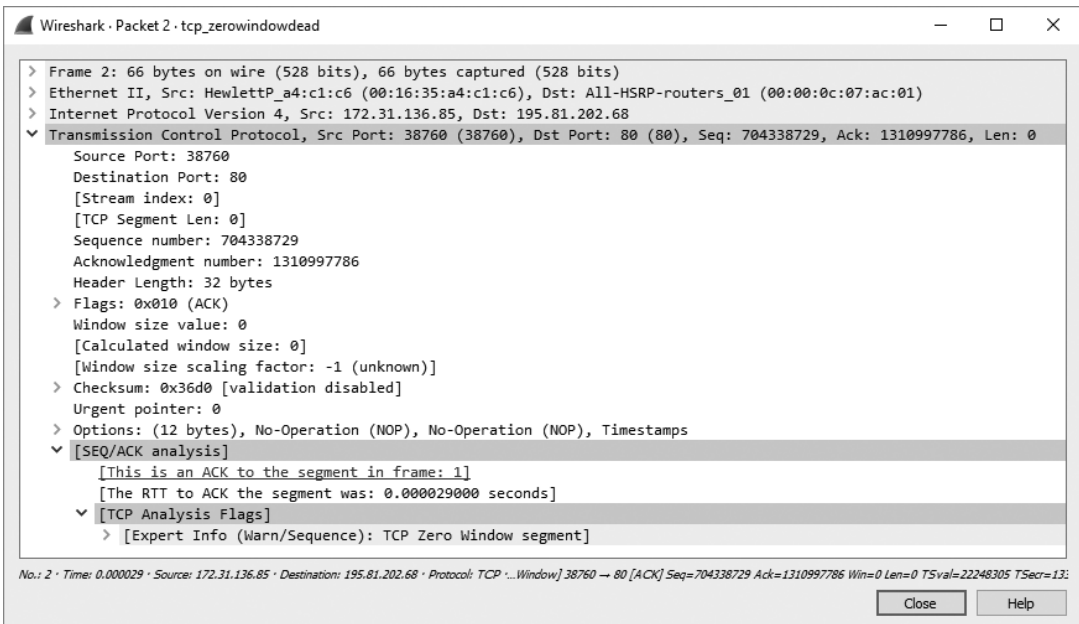 Wireshark · Packet 2 · tcp_zerowindowdead
Frame 2: 66 bytes on wire (528 bits), 66 bytes captured (528 bits)
Ethernet II, Src: HewlettP_a4:c1:c6 (00:16:35:a4:c1:c6), Dst: All-HSRP-routers_01 (00:00:0c:07:ac:01)
Internet Protocol Version 4, Src: 172.31.136.85, Dst: 195.81.202.68
Transmission Control Protocol, Src Port: 38760 (38760), Dst Port: 80 (80), Seq: 704338729, Ack: 1310997786, Len: 0
Source Port: 38760
Destination Port: 80
[Stream index: 0]
[TCP Segment Len: 0]
Sequence number: 704338729
Acknowledgment number: 1310997786
Header Length: 32 bytes
Flags: 0x010 (ACK)
Window size value: 0
[Calculated window size: 0]
[Window size scaling factor: -1 (unknown)]
Checksum: 0x36d0 [validation disabled]
Urgent pointer: 0
Options: (12 bytes), No-Operation (NOP), No-Operation (NOP), Timestamps
[SEQ/ACK analysis]
[This is an ACK to the segment in frame: 1]
[The RTT to ACK the segment was: 0.000029000 seconds]
[TCP Analysis Flags]
[Expert Info (Warn/Sequence): TCP Zero Window segment]
No.: 2 · Time: 0.000029 · Source: 172.31.136.85 · Destination: 195.81.202.68 · Protocol: TCP ·...Window] 38760 → 80 [ACK] Seq=704338729 Ack=1310997786 Win=0 Len=0 TSval=22248305 TSecr=133
Close Help